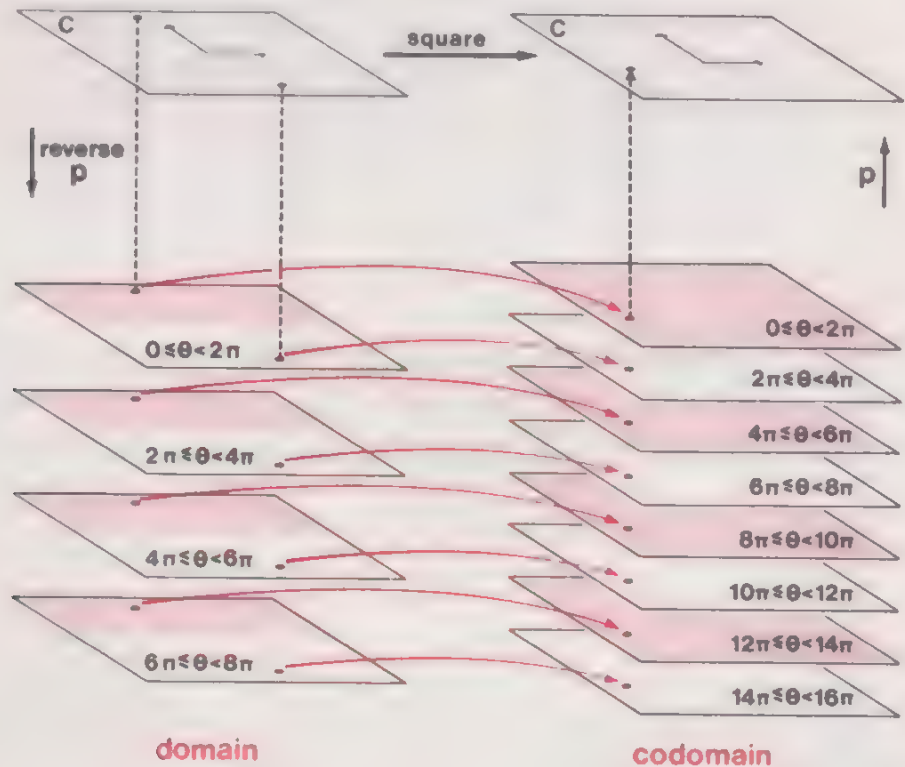 C
square
C
reverse
p
p
0≤θ<2π
2π≤θ<4π
4π≤θ<6π
6π≤θ<8π
0≤θ<2π
2π≤θ<4π
4π≤θ<6π
6π≤θ<8π
8π≤θ<10π
10π≤θ<12π
12π≤θ<14π
14π≤θ<16π
domain
codomain